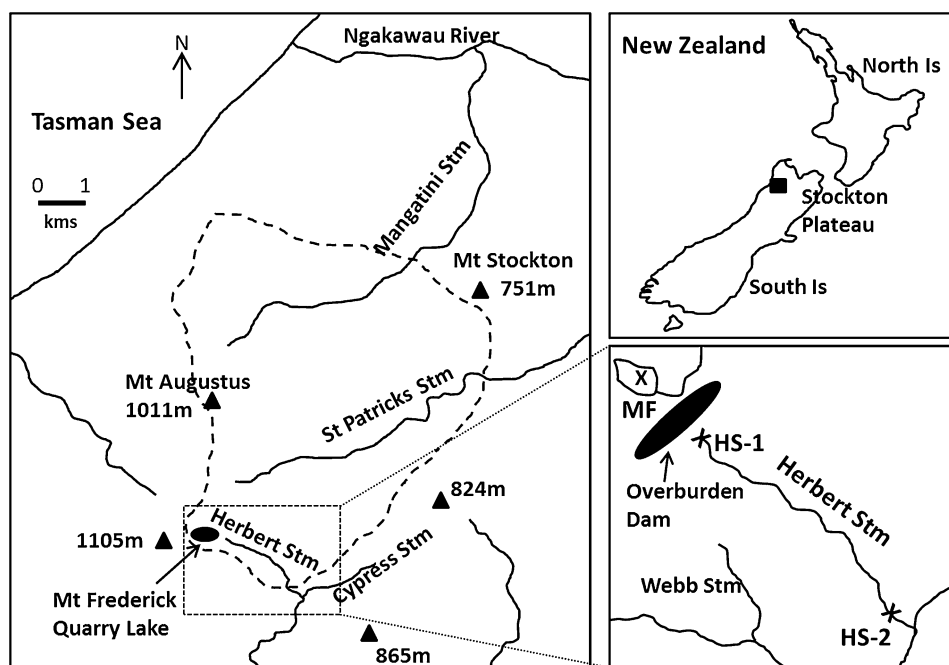 Ngakawau River
N
Tasman Sea
0 1
kms
Mangatini Stm
Mt Stockton
751m
Mt Augustus
1011m
St Patricks Stm
824m
Herbert Stm
1105m
Cypress Stm
Mt Frederick
Quarry Lake
865m
New Zealand
North Is
Stockton
Plateau
South Is
X
MF
HS-1
Overburden
Dam
Herbert Stm
Webb Stm
HS-2